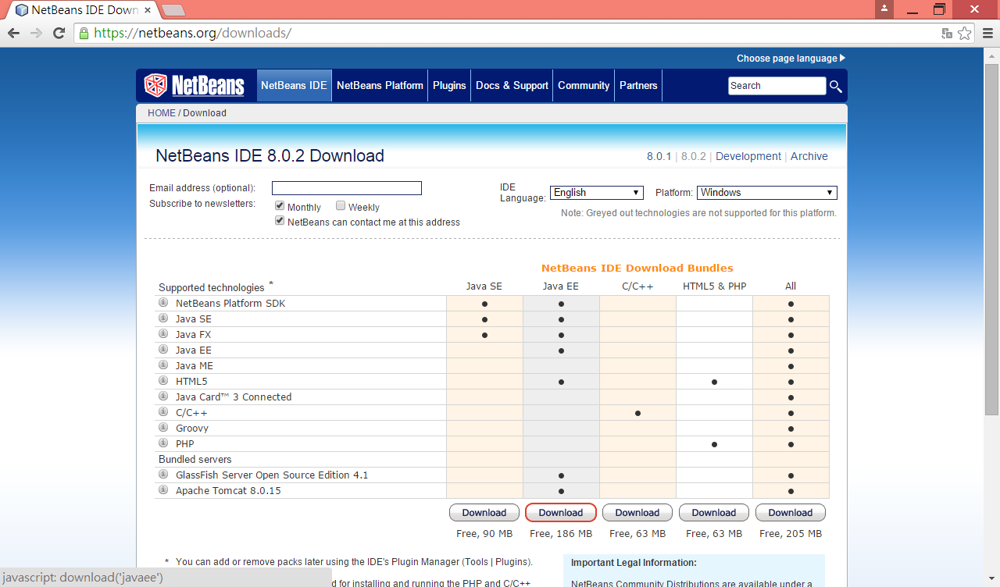 NetBeans IDE Down
https://netbeans.org/downloads/
Choose page language
NetBeans
NetBeans IDE NetBeans Platform Plugins Docs & Support Community Partners Search
HOME / Download
NetBeans IDE 8.0.2 Download
8.0.1 | 8.0.2 | Development | Archive
Email address (optional):
Subscribe to newsletters:
Monthly Weekly
NetBeans can contact me at this address
IDE
Language: English Platform: Windows
Note: Greyed out technologies are not supported for this platform.
NetBeans IDE Download Bundles
Supported technologies * Java SE Java EE C/C++ HTML5 & PHP All
NetBeans Platform SDK
Java SE
Java FX
Java EE
Java ME
HTML5
Java Card™ 3 Connected
C/C++
Groovy
PHP
Bundled servers
GlassFish Server Open Source Edition 4.1
Apache Tomcat 8.0.15
Download Download Download Download Download
Free, 90 MB Free, 186 MB Free, 63 MB Free, 63 MB Free, 205 MB
* You can add or remove packs later using the IDE's Plugin Manager (Tools | Plugins).
d for installing and running the PHP and C/C++
Important Legal Information:
NetBeans Community Distributions are available under a
javascript: download('javaee')